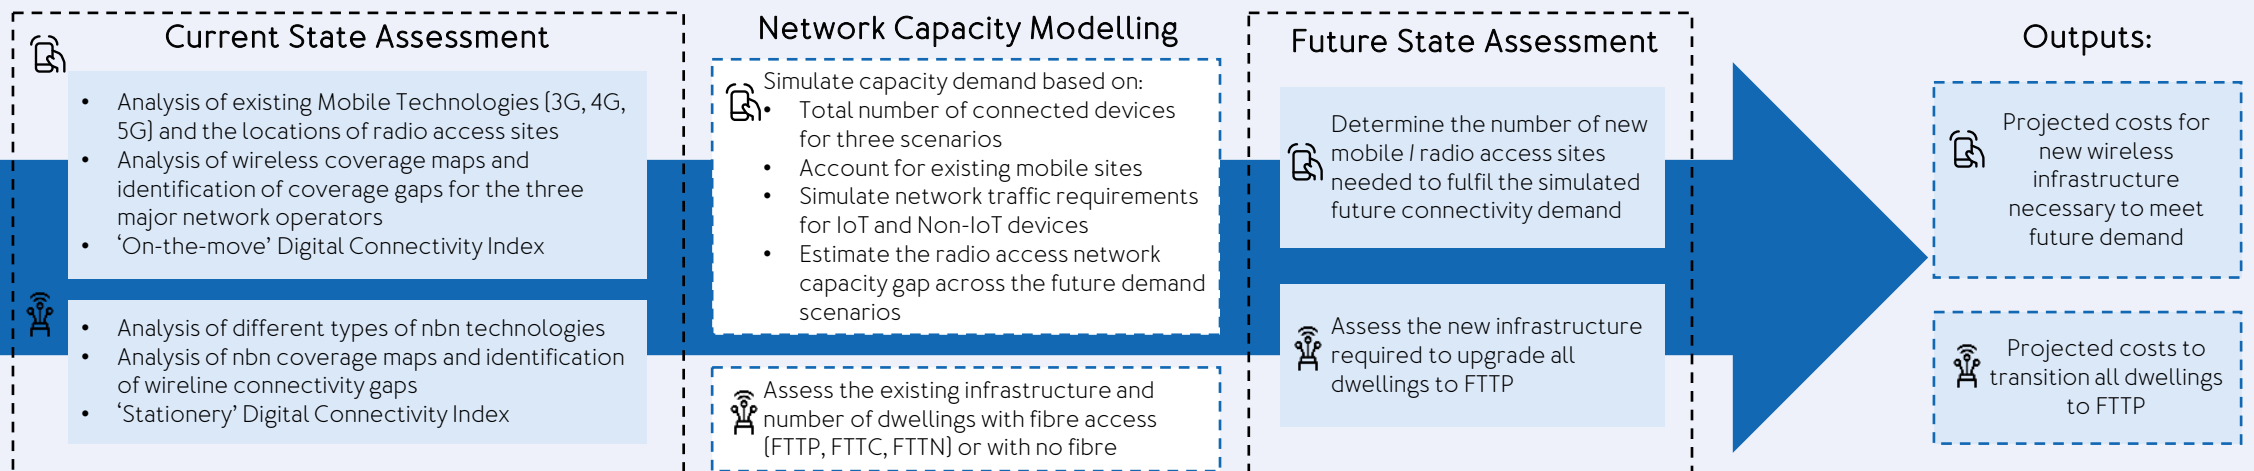 Current State Assessment
• Analysis of existing Mobile Technologies (3G, 4G,
5G) and the locations of radio access sites
• Analysis of wireless coverage maps and
identification of coverage gaps for the three
major network operators
• ‘On-the-move’ Digital Connectivity Index
• Analysis of different types of nbn technologies
• Analysis of nbn coverage maps and identification
of wireline connectivity gaps
• ‘Stationery’ Digital Connectivity Index
Network Capacity Modelling
Simulate capacity demand based on:
• Total number of connected devices
for three scenarios
• Account for existing mobile sites
• Simulate network traffic requirements
for IoT and Non-IoT devices
• Estimate the radio access network
capacity gap across the future demand
scenarios
Assess the existing infrastructure and
number of dwellings with fibre access
(FTTP, FTTC, FTTN) or with no fibre
Future State Assessment
Determine the number of new
mobile / radio access sites
needed to fulfil the simulated
future connectivity demand
Assess the new infrastructure
required to upgrade all
dwellings to FTTP
Outputs:
Projected costs for
new wireless
infrastructure
necessary to meet
future demand
Projected costs to
transition all dwellings
to FTTP